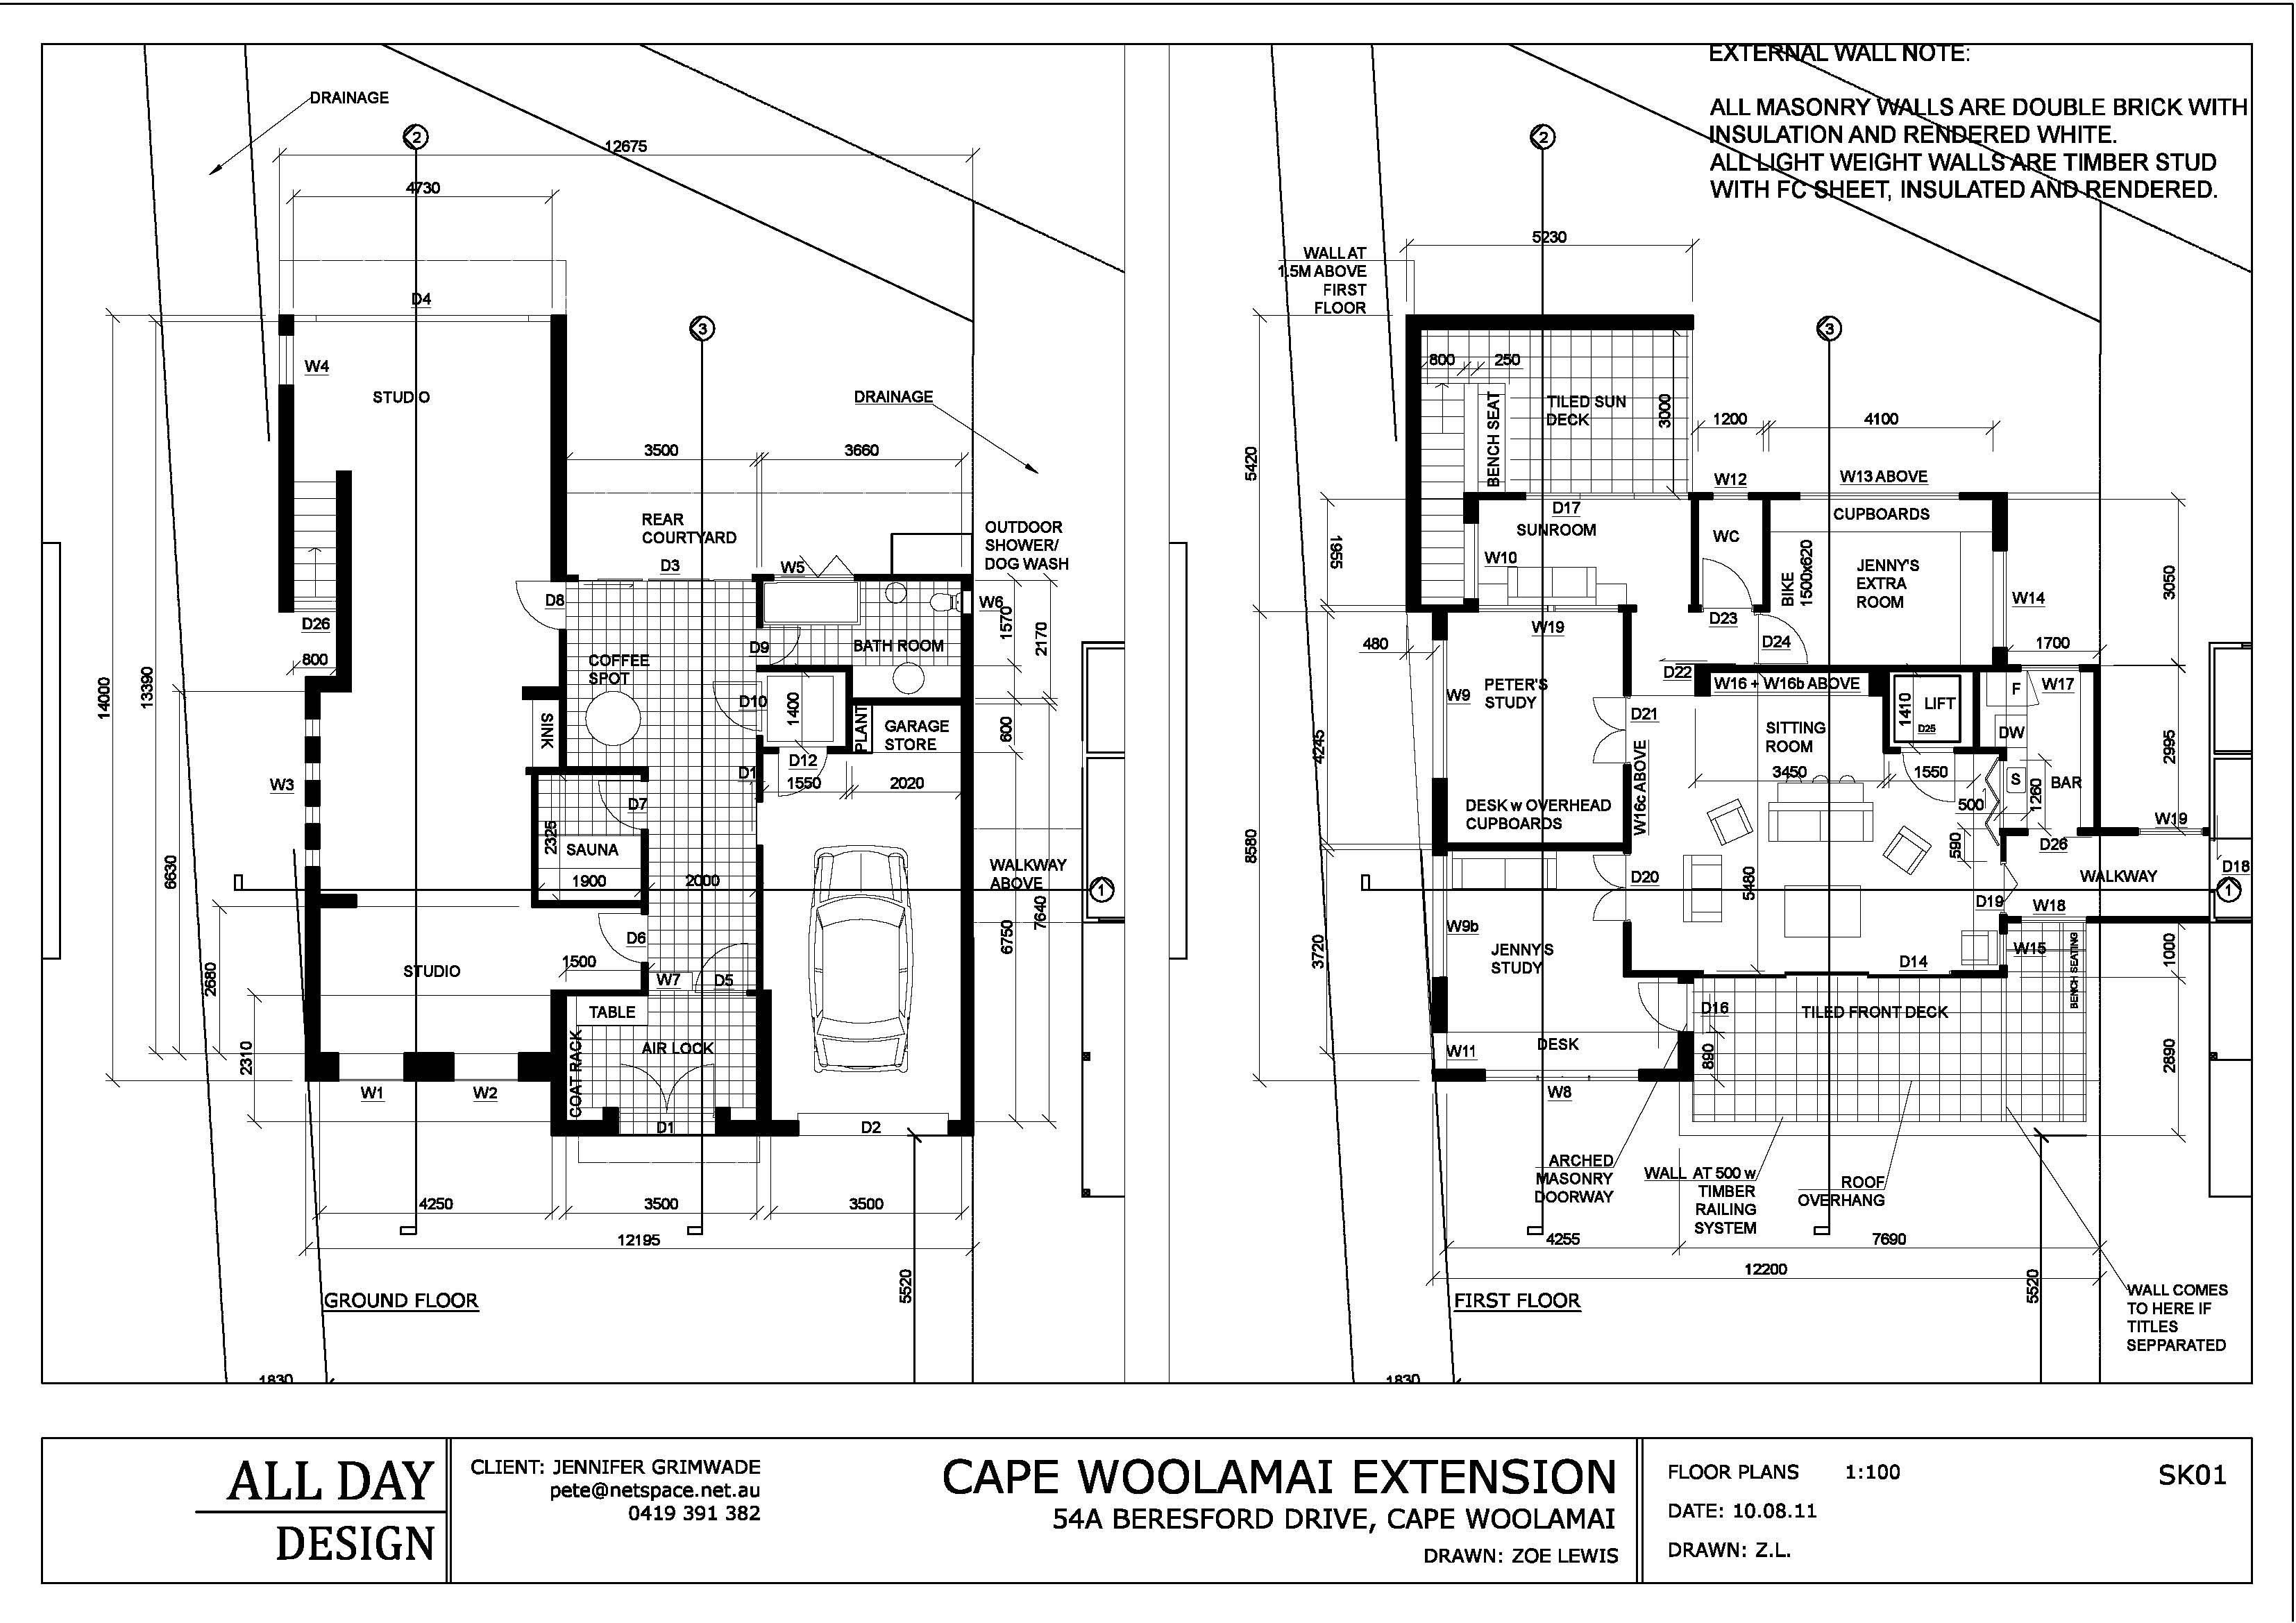 EXTERNAL WALL NOTE:
ALL MASONRY WALLS ARE DOUBLE BRICK WITH
INSULATION AND RENDERED WHITE.
ALL LIGHT WEIGHT WALLS ARE TIMBER STUD
WITH FC SHEET, INSULATED AND RENDERED.
DRAINAGE
2
12675
4730
D4
3
W4
STUDIO
DRAINAGE
3500
3660
REAR
COURTYARD
OUTDOOR
SHOWER/
DOG WASH
D3
W5
W6
D8
D26
1570
2170
D9
BATH ROOM
800
COFFEE
SPOT
14000
13390
D10
1400
PLANT
GARAGE
STORE
600
SINK
D12
D1
1550
2020
W3
D7
2325
SAUNA
6630
1900
2000
WALKWAY
ABOVE
1
7640
6750
D6
1500
STUDIO
2680
W7
D5
TABLE
2310
COAT RACK
AIR LOCK
W1
W2
D1
D2
4250
3500
3500
12195
5520
GROUND FLOOR
1830
2
5230
WALL AT
1.5M ABOVE
FIRST
FLOOR
3
800
250
BENCH SEAT
TILED SUN
DECK
3000
1200
4100
5420
W12
W13 ABOVE
D17
CUPBOARDS
SUNROOM
WC
1955
W10
BIKE
1500x620
JENNY'S
EXTRA
ROOM
3050
W14
D23
W19
D24
480
1700
D22
W16 + W16b ABOVE
F
W17
PETER'S
STUDY
W9
D21
1410
LIFT
D25
SITTING
ROOM
DW
4245
W16c ABOVE
2995
3450
1550
S
BAR
500
1260
DESK w OVERHEAD
CUPBOARDS
W19
8580
590
D26
D18
D20
5480
WALKWAY
1
D19
W18
W9b
3720
JENNY'S
STUDY
W15
BENCH SEATING
1000
D14
D16
TILED FRONT DECK
W11
DESK
890
2890
W8
ARCHED
MASONRY
DOORWAY
WALL AT 500 w
TIMBER
RAILING
SYSTEM
ROOF
OVERHANG
4255
7690
12200
5520
WALL COMES
TO HERE IF
TITLES
SEPPARATED
FIRST FLOOR
1830
ALL DAY
DESIGN
CLIENT: JENNIFER GRIMWADE
pete@netspace.net.au
0419 391 382
CAPE WOOLAMAI EXTENSION
54A BERESFORD DRIVE, CAPE WOOLAMAI
DRAWN: ZOE LEWIS
FLOOR PLANS 1:100
SK01
DATE: 10.08.11
DRAWN: Z.L.